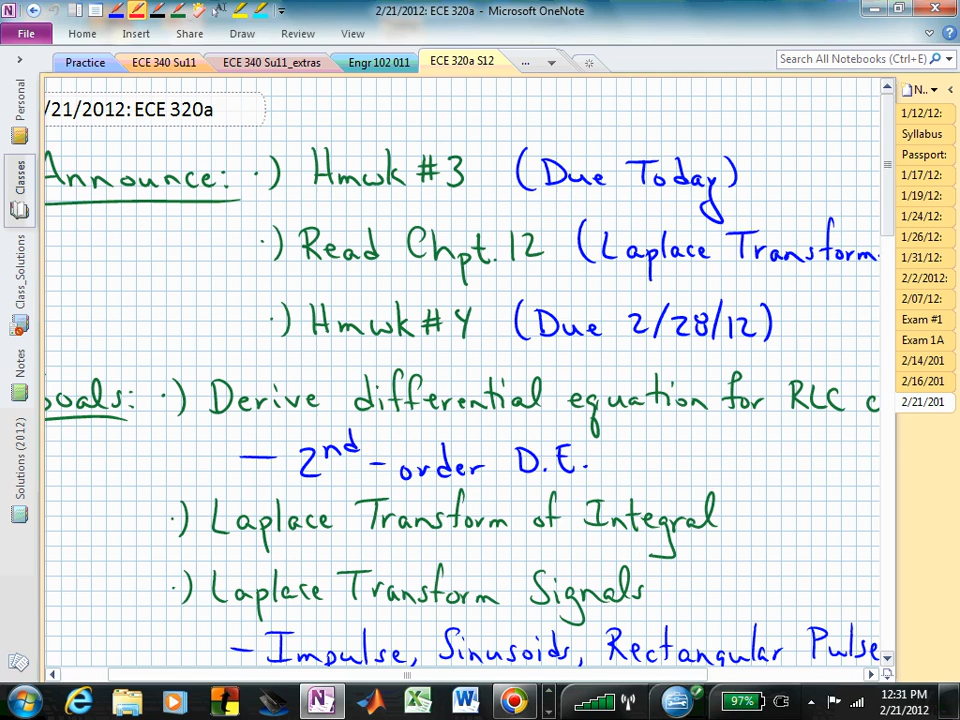 2/21/2012: ECE 320a - Microsoft OneNote
File Home Insert Share Draw Review View
Practice ECE 340 Su11 ECE 340 Su11_extras Engr 102 011 ECE 320a S12 ...
Search All Notebooks (Ctrl+E)
Personal
Classes
Class_Solutions
Notes
Solutions (2012)
/21/2012: ECE 320a
Announce: ·) Hmwk #3 (Due Today)
·) Read Chpt. 12 (Laplace Transform
·) Hmwk #4 (Due 2/28/12)
oals: ·) Derive differential equation for RLC c
— 2nd - order D.E.
·) Laplace Transform of Integral
·) Laplace Transform Signals
— Impulse, Sinusoids, Rectangular Pulse
N..
1/12/12:
Syllabus
Passport:
1/17/12:
1/19/12:
1/24/12:
1/26/12:
1/31/12:
2/2/2012:
2/07/12:
Exam #1
Exam 1A
2/14/201
2/16/201
2/21/201
97%
12:31 PM
2/21/2012